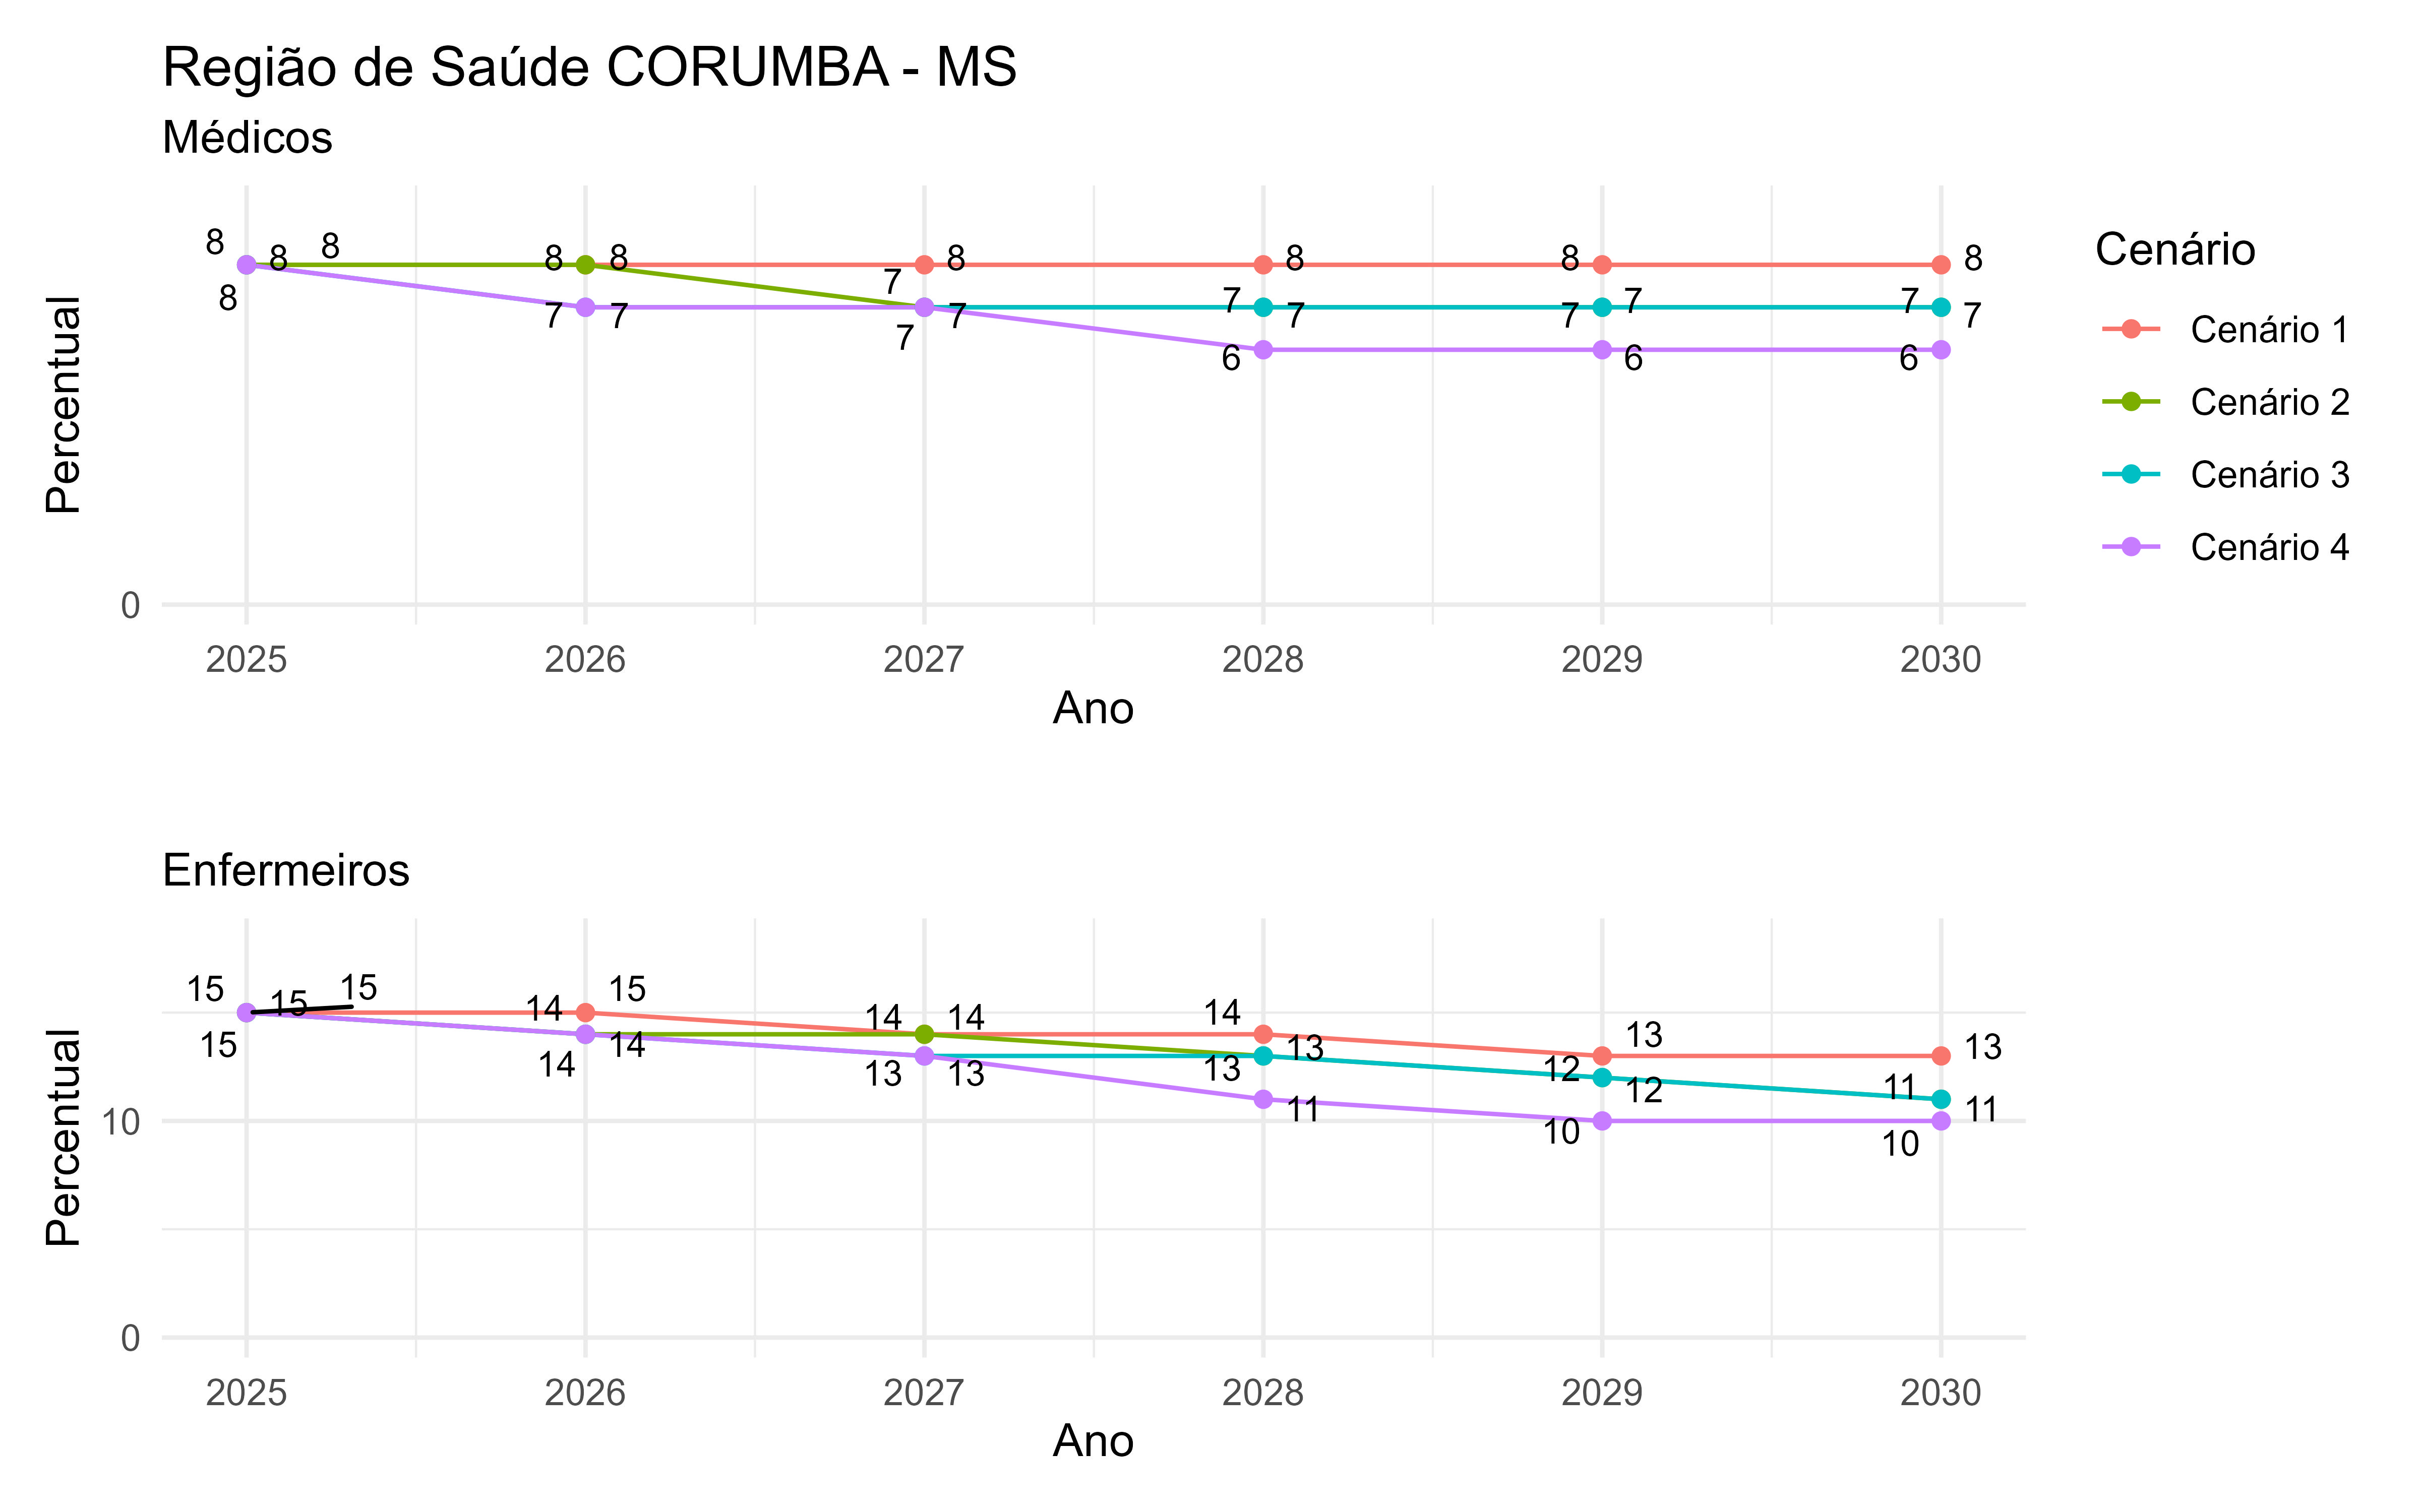 Região de Saúde CORUMBA - MS
Médicos
Percentual
8 8 8 8 8 8 8 8 8 8
8 7 7 7 7 7 7 7 7 7 7 7
6 6 6
0
2025 2026 2027 2028 2029 2030
Ano
Cenário
Cenário 1
Cenário 2
Cenário 3
Cenário 4
Enfermeiros
Percentual
15 15 15 14 15 14 14 14 13 13
15 14 14 13 13 13 13 12 12 11 11
11 10 10
10
0
2025 2026 2027 2028 2029 2030
Ano